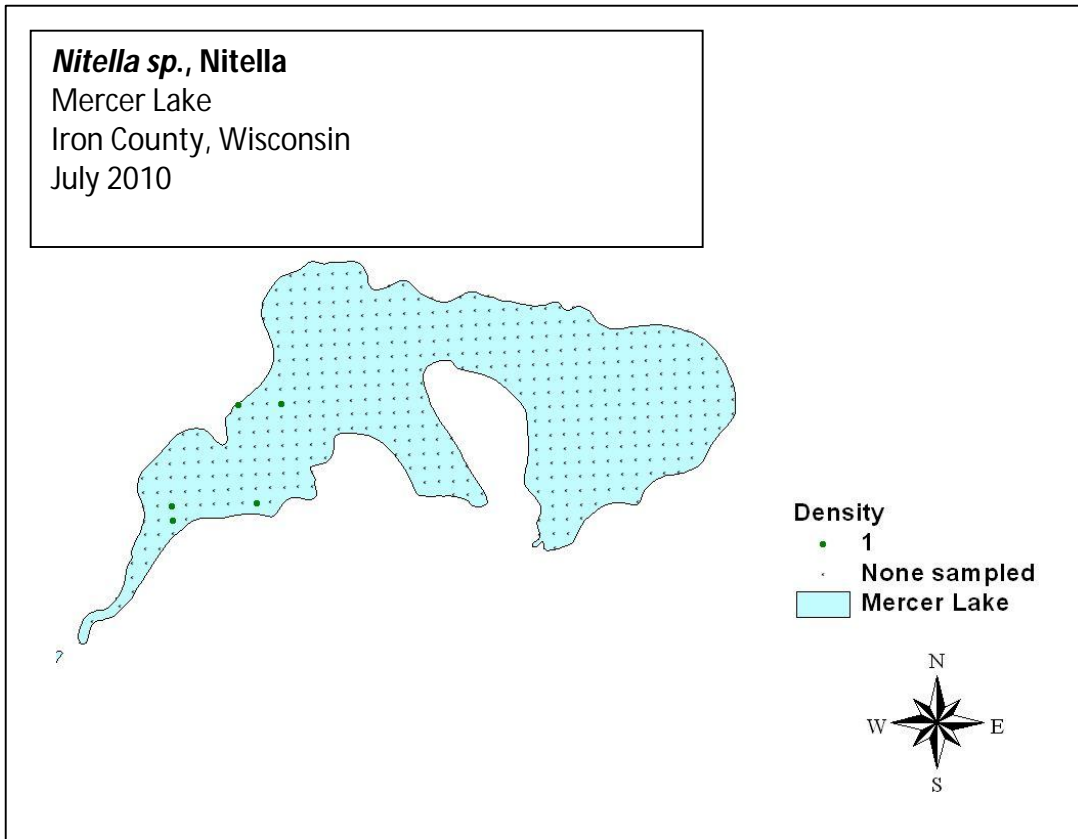 Nitella sp., Nitella
Mercer Lake
Iron County, Wisconsin
July 2010
Density
1
None sampled
Mercer Lake
N
W E
S